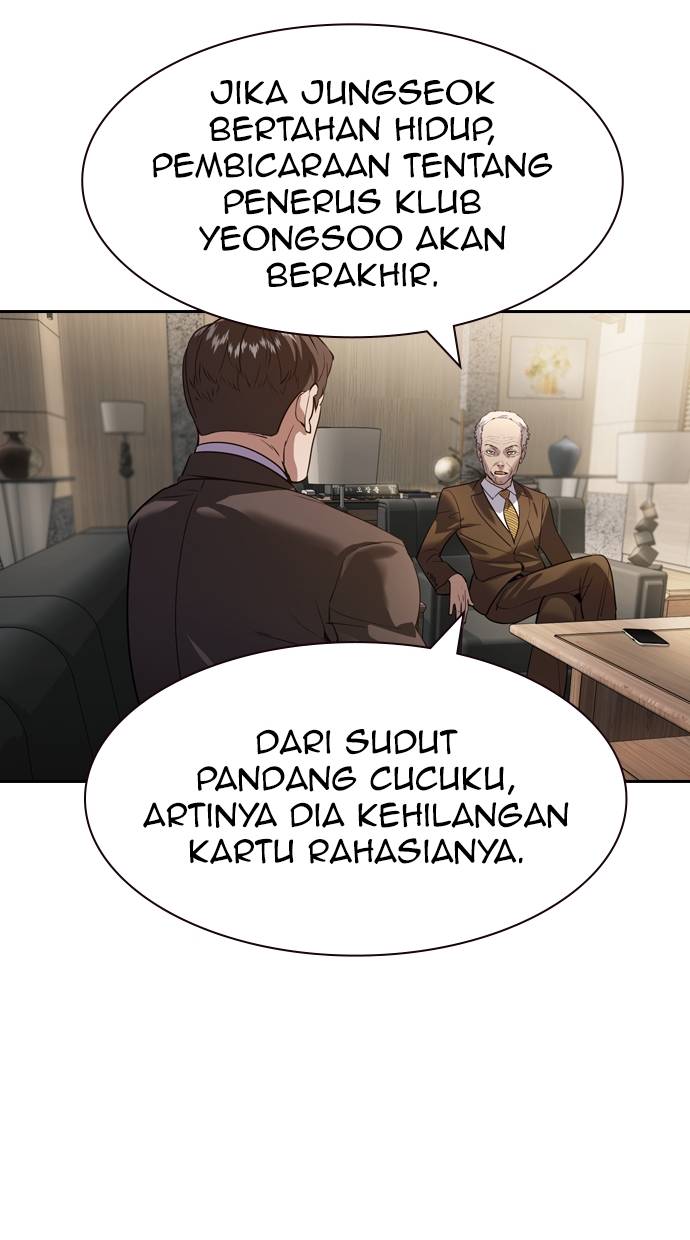 JIKA JUNGSEOK
BERTAHAN HIDUP,
PEMBICARAAN TENTANG
PENERUS KLUB
YEONGSOO AKAN
BERAKHIR.
DARI SUDUT
PANDANG CUCUKU,
ARTINYA DIA KEHILANGAN
KARTU RAHASIANYA.